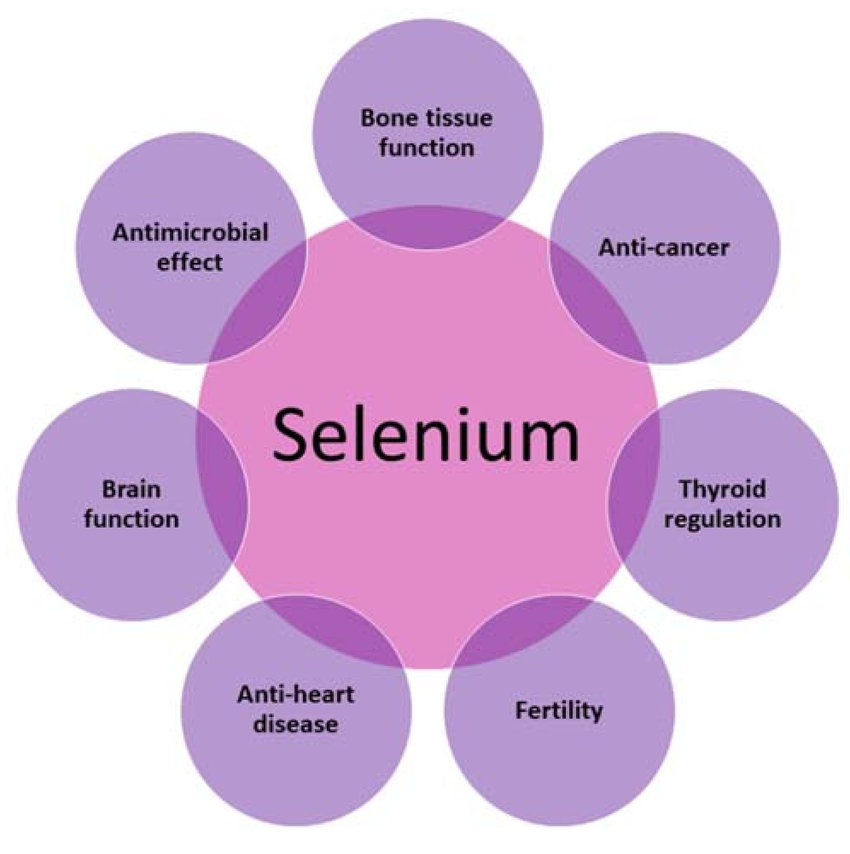 Bone tissue
function
Antimicrobial
effect
Anti-cancer
Selenium
Brain
function
Thyroid
regulation
Anti-heart
disease
Fertility